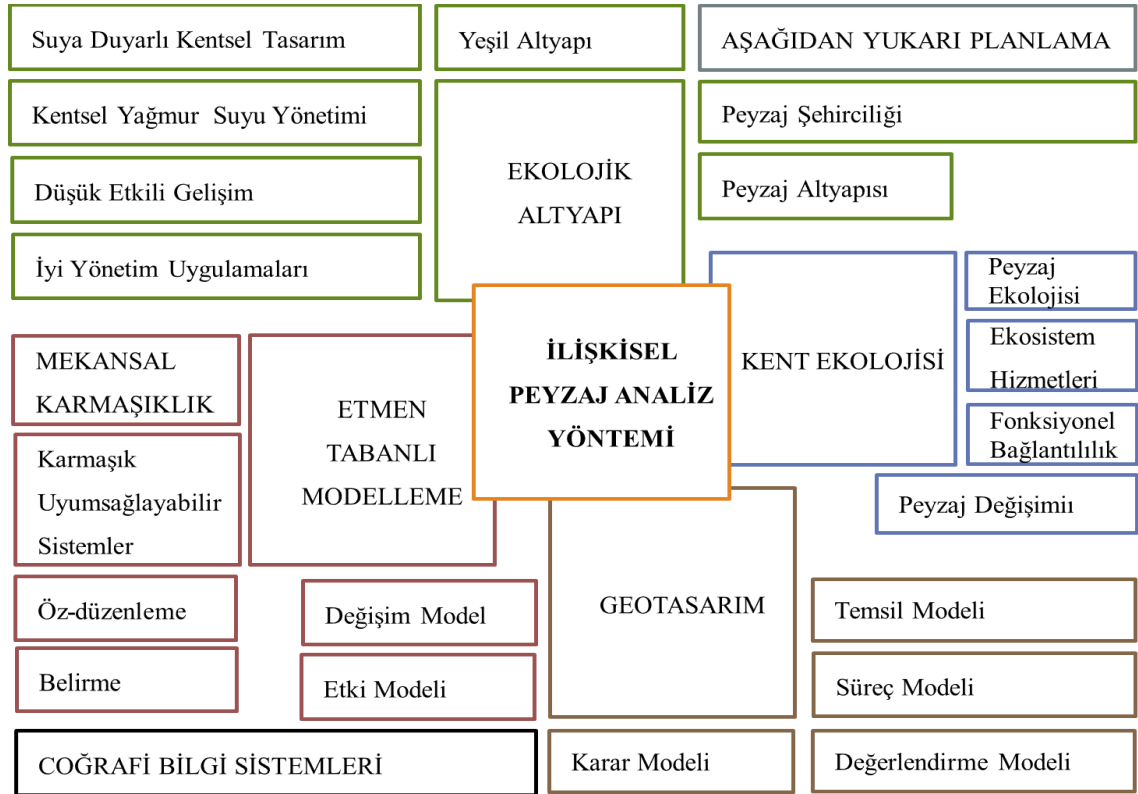 Suya Duyarlı Kentsel Tasarım
Yeşil Altyapı
AŞAĞIDAN YUKARI PLANLAMA
Kentsel Yağmur Suyu Yönetimi
Peyzaj Şehirciliği
EKOLOJİK
ALTYAPI
Düşük Etkili Gelişim
Peyzaj Altyapısı
İyi Yönetim Uygulamaları
Peyzaj
Ekolojisi
KENT EKOLOJİSİ
Ekosistem
Hizmetleri
Fonksiyonel
Bağlantılılık
Peyzaj Değişimii
İLİŞKİSEL
PEYZAJ ANALİZ
YÖNTEMİ
MEKANSAL
KARMAŞIKLIK
ETMEN
TABANLI
MODELLEME
Karmaşık
Uyumsağlayabilir
Sistemler
Öz-düzenleme
Değişim Model
GEOTASARIM
Temsil Modeli
Belirme
Etki Modeli
Süreç Modeli
COĞRAFİ BİLGİ SİSTEMLERİ
Karar Modeli
Değerlendirme Modeli